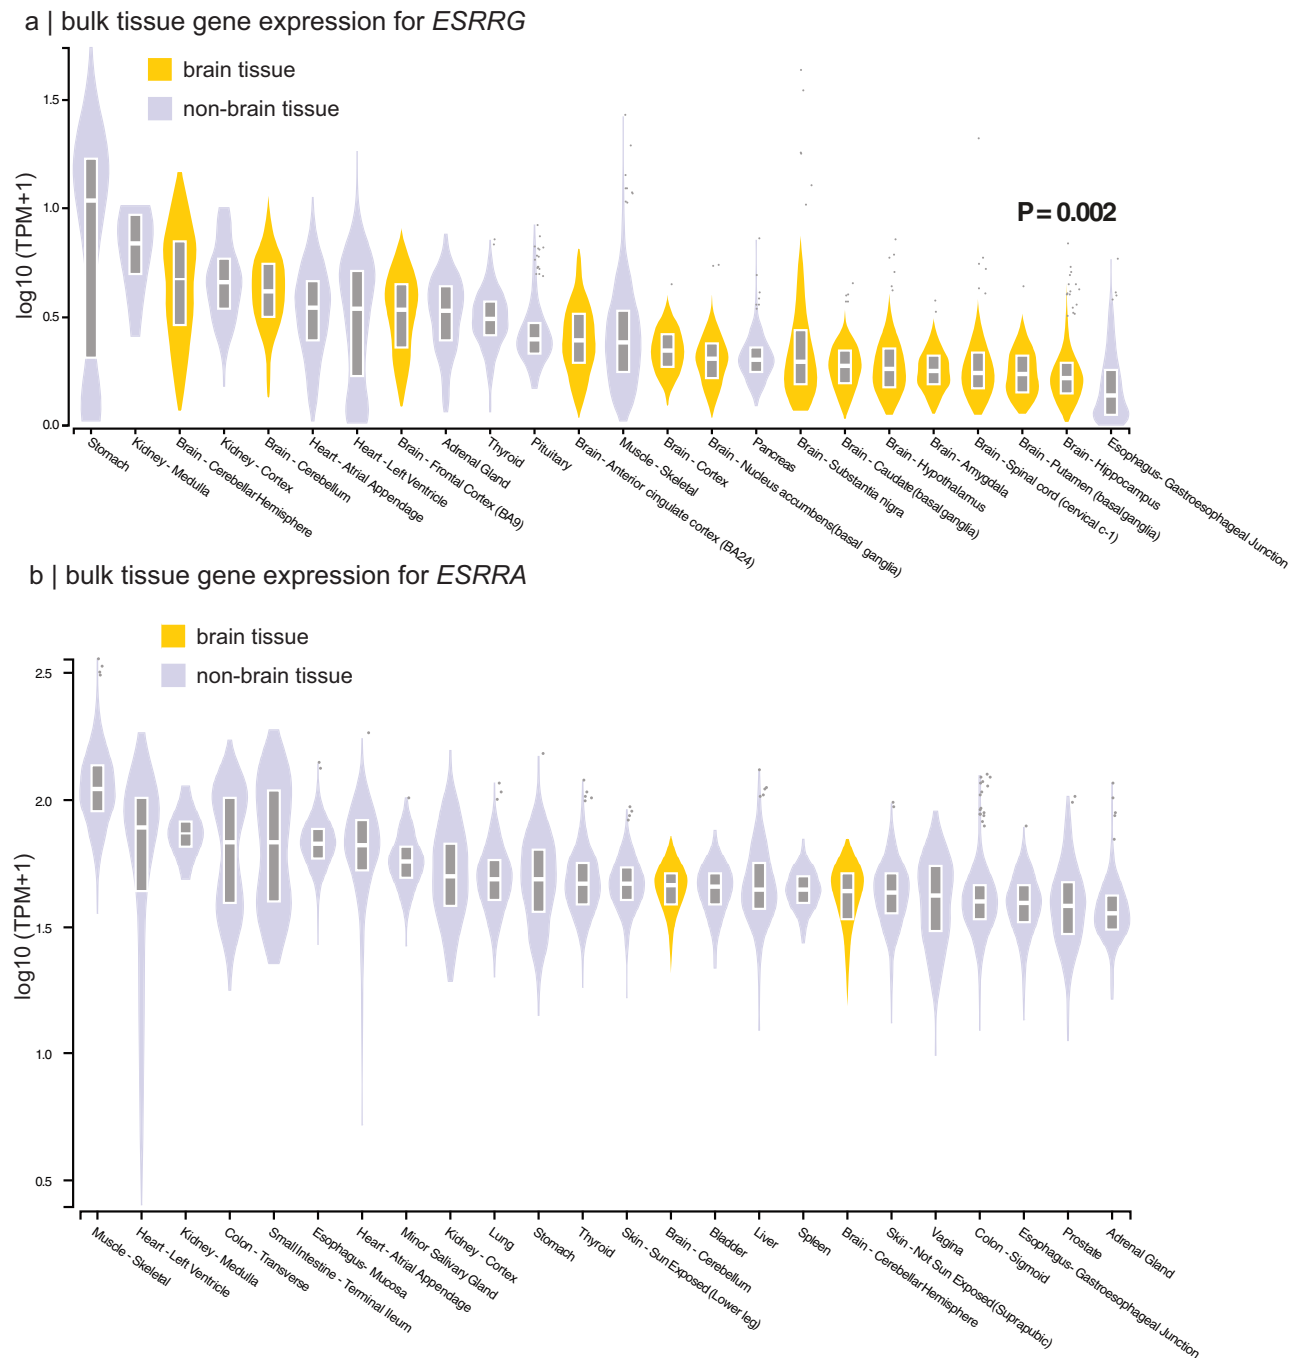 a | bulk tissue gene expression for ESRRG
brain tissue
non-brain tissue
1.5
1.0
0.5
0.0
log10 (TPM+1)
P = 0.002
Stomach
Kidney - Medulla
Brain - Cerebellar Hemisphere
Kidney - Cortex
Brain - Cerebellum
Heart - Atrial Appendage
Heart - Left Ventricle
Brain - Frontal Cortex (BA9)
Adrenal Gland
Thyroid
Pituitary
Brain - Anterior cingulate cortex (BA24)
Muscle - Skeletal
Brain - Cortex
Brain - Nucleus accumbens (basal ganglia)
Pancreas
Brain - Substantia nigra
Brain - Caudate (basal ganglia)
Brain - Hypothalamus
Brain - Amygdala
Brain - Spinal cord (cervical c-1)
Brain - Putamen (basal ganglia)
Brain - Hippocampus
Esophagus - Gastroesophageal Junction
b | bulk tissue gene expression for ESRRA
brain tissue
non-brain tissue
2.5
2.0
1.5
1.0
0.5
log10 (TPM+1)
Muscle - Skeletal
Heart - Left Ventricle
Kidney - Medulla
Colon - Transverse
Small Intestine - Terminal Ileum
Esophagus - Mucosa
Heart - Atrial Appendage
Minor Salivary Gland
Kidney - Cortex
Lung
Stomach
Thyroid
Skin - Sun Exposed (Lower leg)
Brain - Cerebellum
Bladder
Liver
Spleen
Brain - Cerebellar Hemisphere
Skin - Not Sun Exposed (Suprapubic)
Vagina
Colon - Sigmoid
Esophagus - Gastroesophageal Junction
Prostate
Adrenal Gland